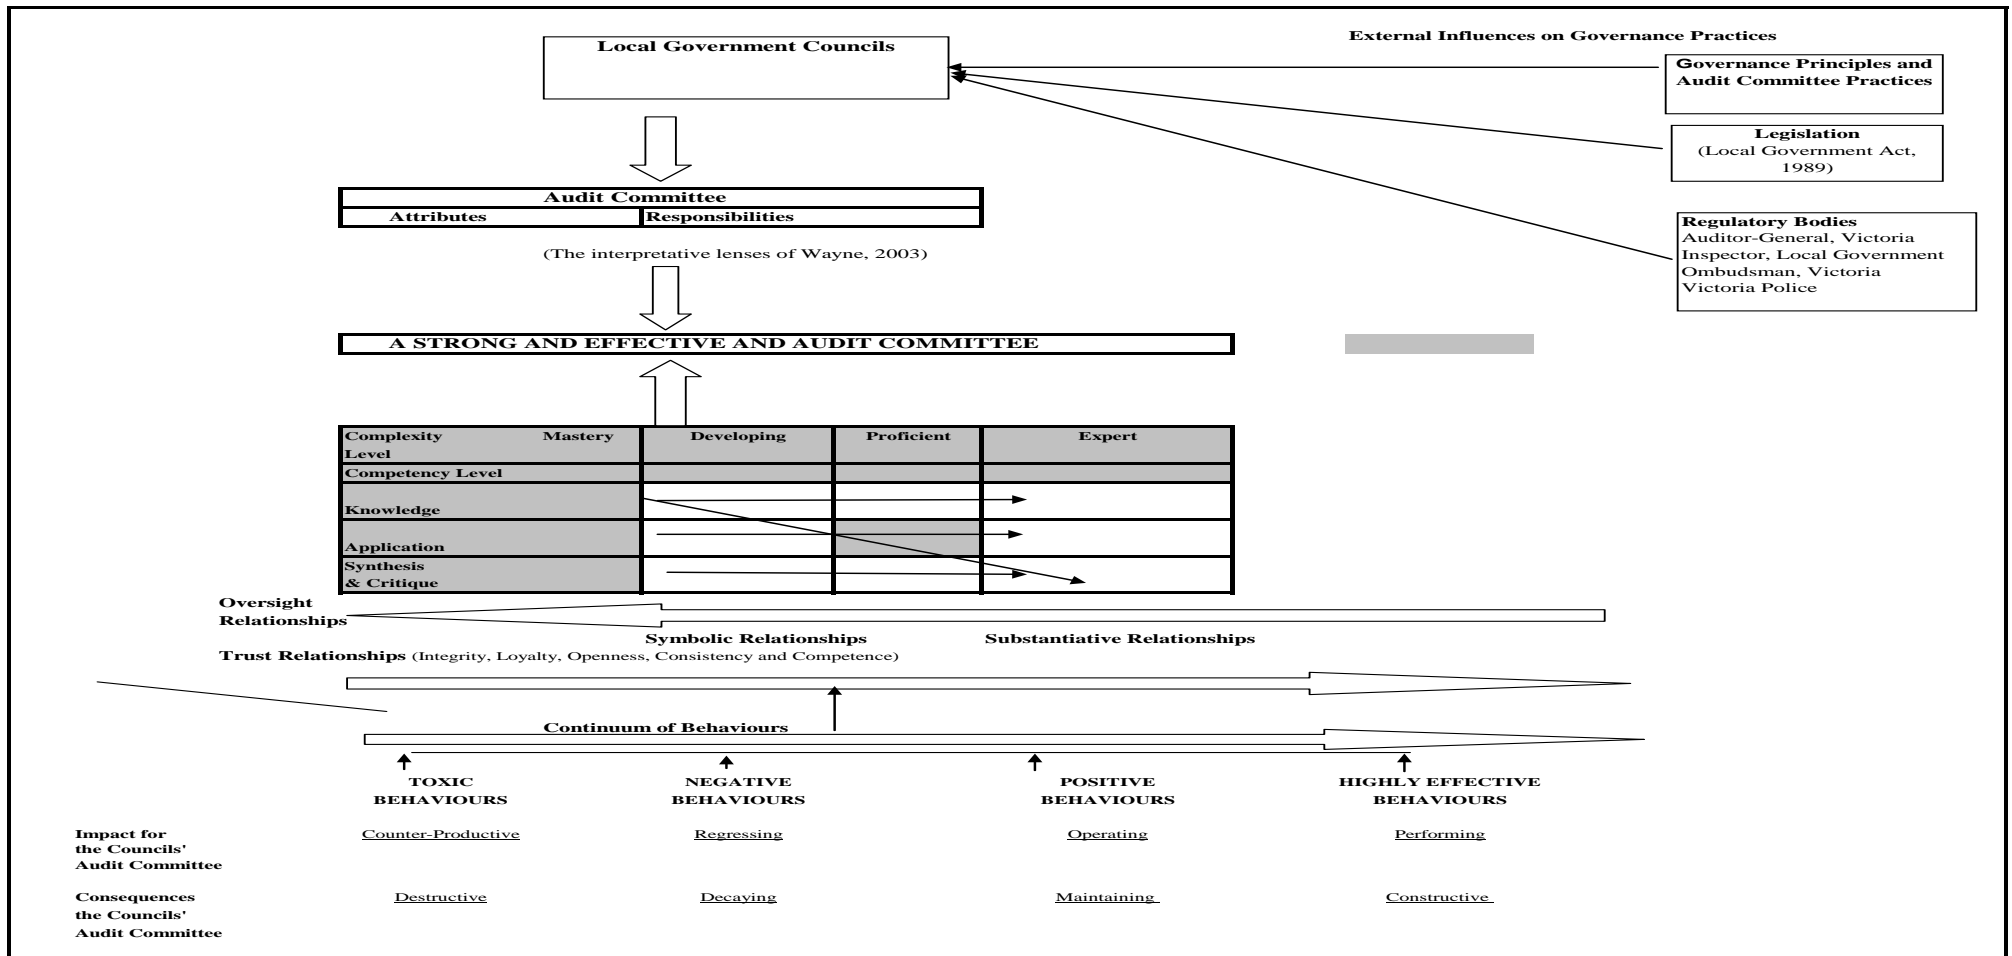 Local Government Councils
External Influences on Governance Practices
Governance Principles and
Audit Committee Practices
Legislation
(Local Government Act,
1989)
Regulatory Bodies
Auditor-General, Victoria
Inspector, Local Government
Ombudsman, Victoria
Victoria Police
Audit Committee
Attributes Responsibilities
(The interpretative lenses of Wayne, 2003)
A STRONG AND EFFECTIVE AND AUDIT COMMITTEE
Complexity Mastery Developing Proficient Expert
Level
Competency Level
Knowledge
Application
Synthesis
& Critique
Oversight
Relationships
Symbolic Relationships Substantiative Relationships
Trust Relationships (Integrity, Loyalty, Openness, Consistency and Competence)
Continuum of Behaviours
TOXIC
BEHAVIOURS
NEGATIVE
BEHAVIOURS
POSITIVE
BEHAVIOURS
HIGHLY EFFECTIVE
BEHAVIOURS
Impact for
the Councils'
Audit Committee
Counter-Productive Regressing Operating Performing
Consequences
the Councils'
Audit Committee
Destructive Decaying Maintaining Constructive